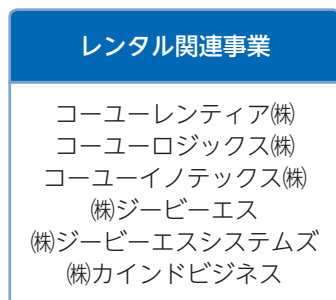 レンタル関連事業
コーユーレンティア㈱
コーユーロジックス㈱
コーユーイノテックス㈱
㈱ジービーエス
㈱ジービーエスシステムズ
㈱カインドビジネス